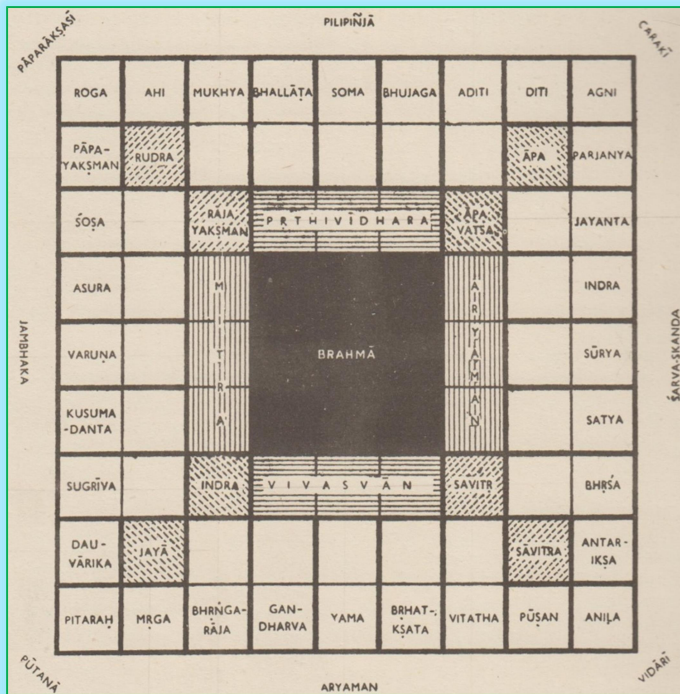 PĀPARĀKṢASĪ
PILIPIÑJĀ
CARAKĪ
ROGA AHI MUKHYA BHALLĀṬA SOMA BHUJAGA ADITI DITI AGNI
PĀPA-
YAKṢMAN
RUDRA
ĀPA
PARJANYA
ŚOṢA
RĀJA
YAKṢMAN
PṚTHIVĪDHARA
ĀPA
VATSA
JAYANTA
ASURA
MITRA
ARYAMAN
INDRA
JAMBHAKA
VARUṆA
BRAHMĀ
SŪRYA
ŚARVA-SKANDA
KUSUMA
-DANTA
SATYA
SUGRĪVA
INDRA
VIVASVĀN
SAVITṚ
BHṚŚA
DAU-
VĀRIKA
JAYĀ
SĀVITRA
ANTAR-
IKṢA
PITARAḤ
MṚGA
BHṚṄGA-
RĀJA
GAN-
DHARVA
YAMA
BṚHAT-
KṢATA
VITATHA
PŪṢAN
ANIḶA
PŪTANĀ
ARYAMAN
VIDĀRĪ